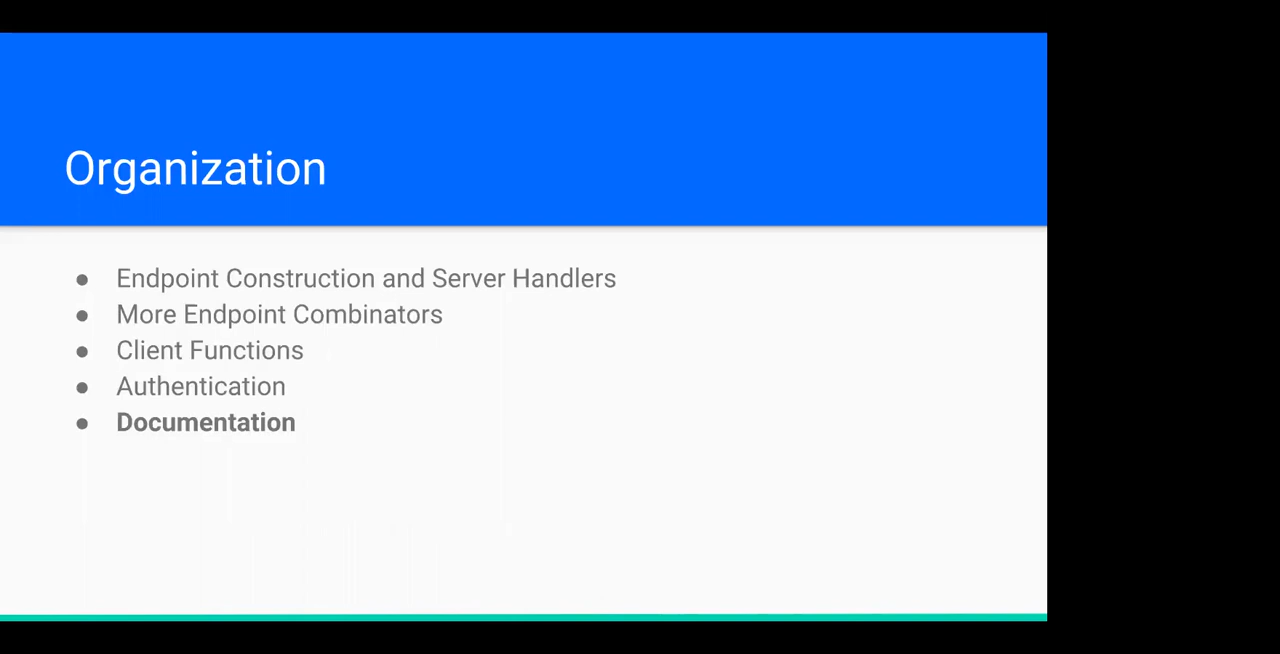 Organization
● Endpoint Construction and Server Handlers
● More Endpoint Combinators
● Client Functions
● Authentication
● Documentation